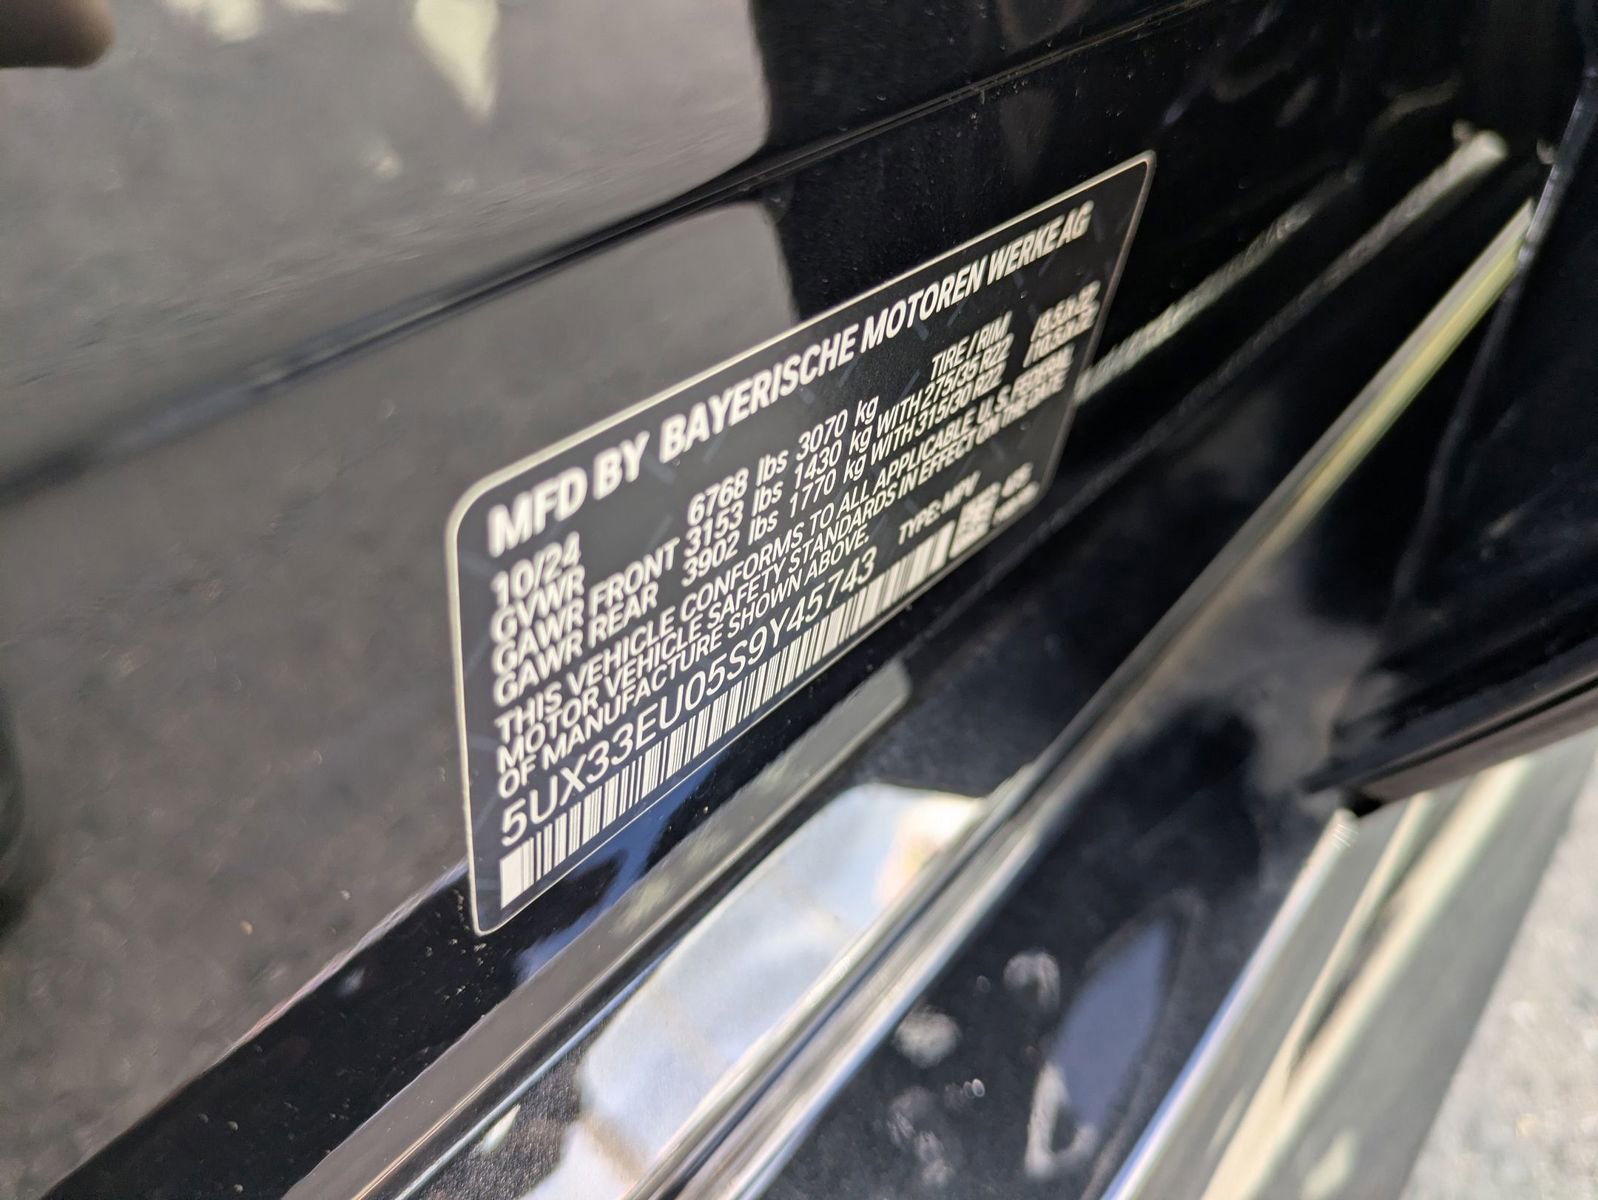 MFD BY BAYERISCHE MOTOREN WERKE AG
10/24 TIRE / RIM
GVWR 6768 lbs 3070 kg
GAWR FRONT 3153 lbs 1430 kg WITH 275/35 R22
GAWR REAR 3902 lbs 1770 kg WITH 315/30 R22
THIS VEHICLE CONFORMS TO ALL APPLICABLE U.S. FEDERAL
MOTOR VEHICLE SAFETY STANDARDS IN EFFECT ON THE DATE
OF MANUFACTURE SHOWN ABOVE.
5UX33EU05S9Y45743 TYPE: MPV